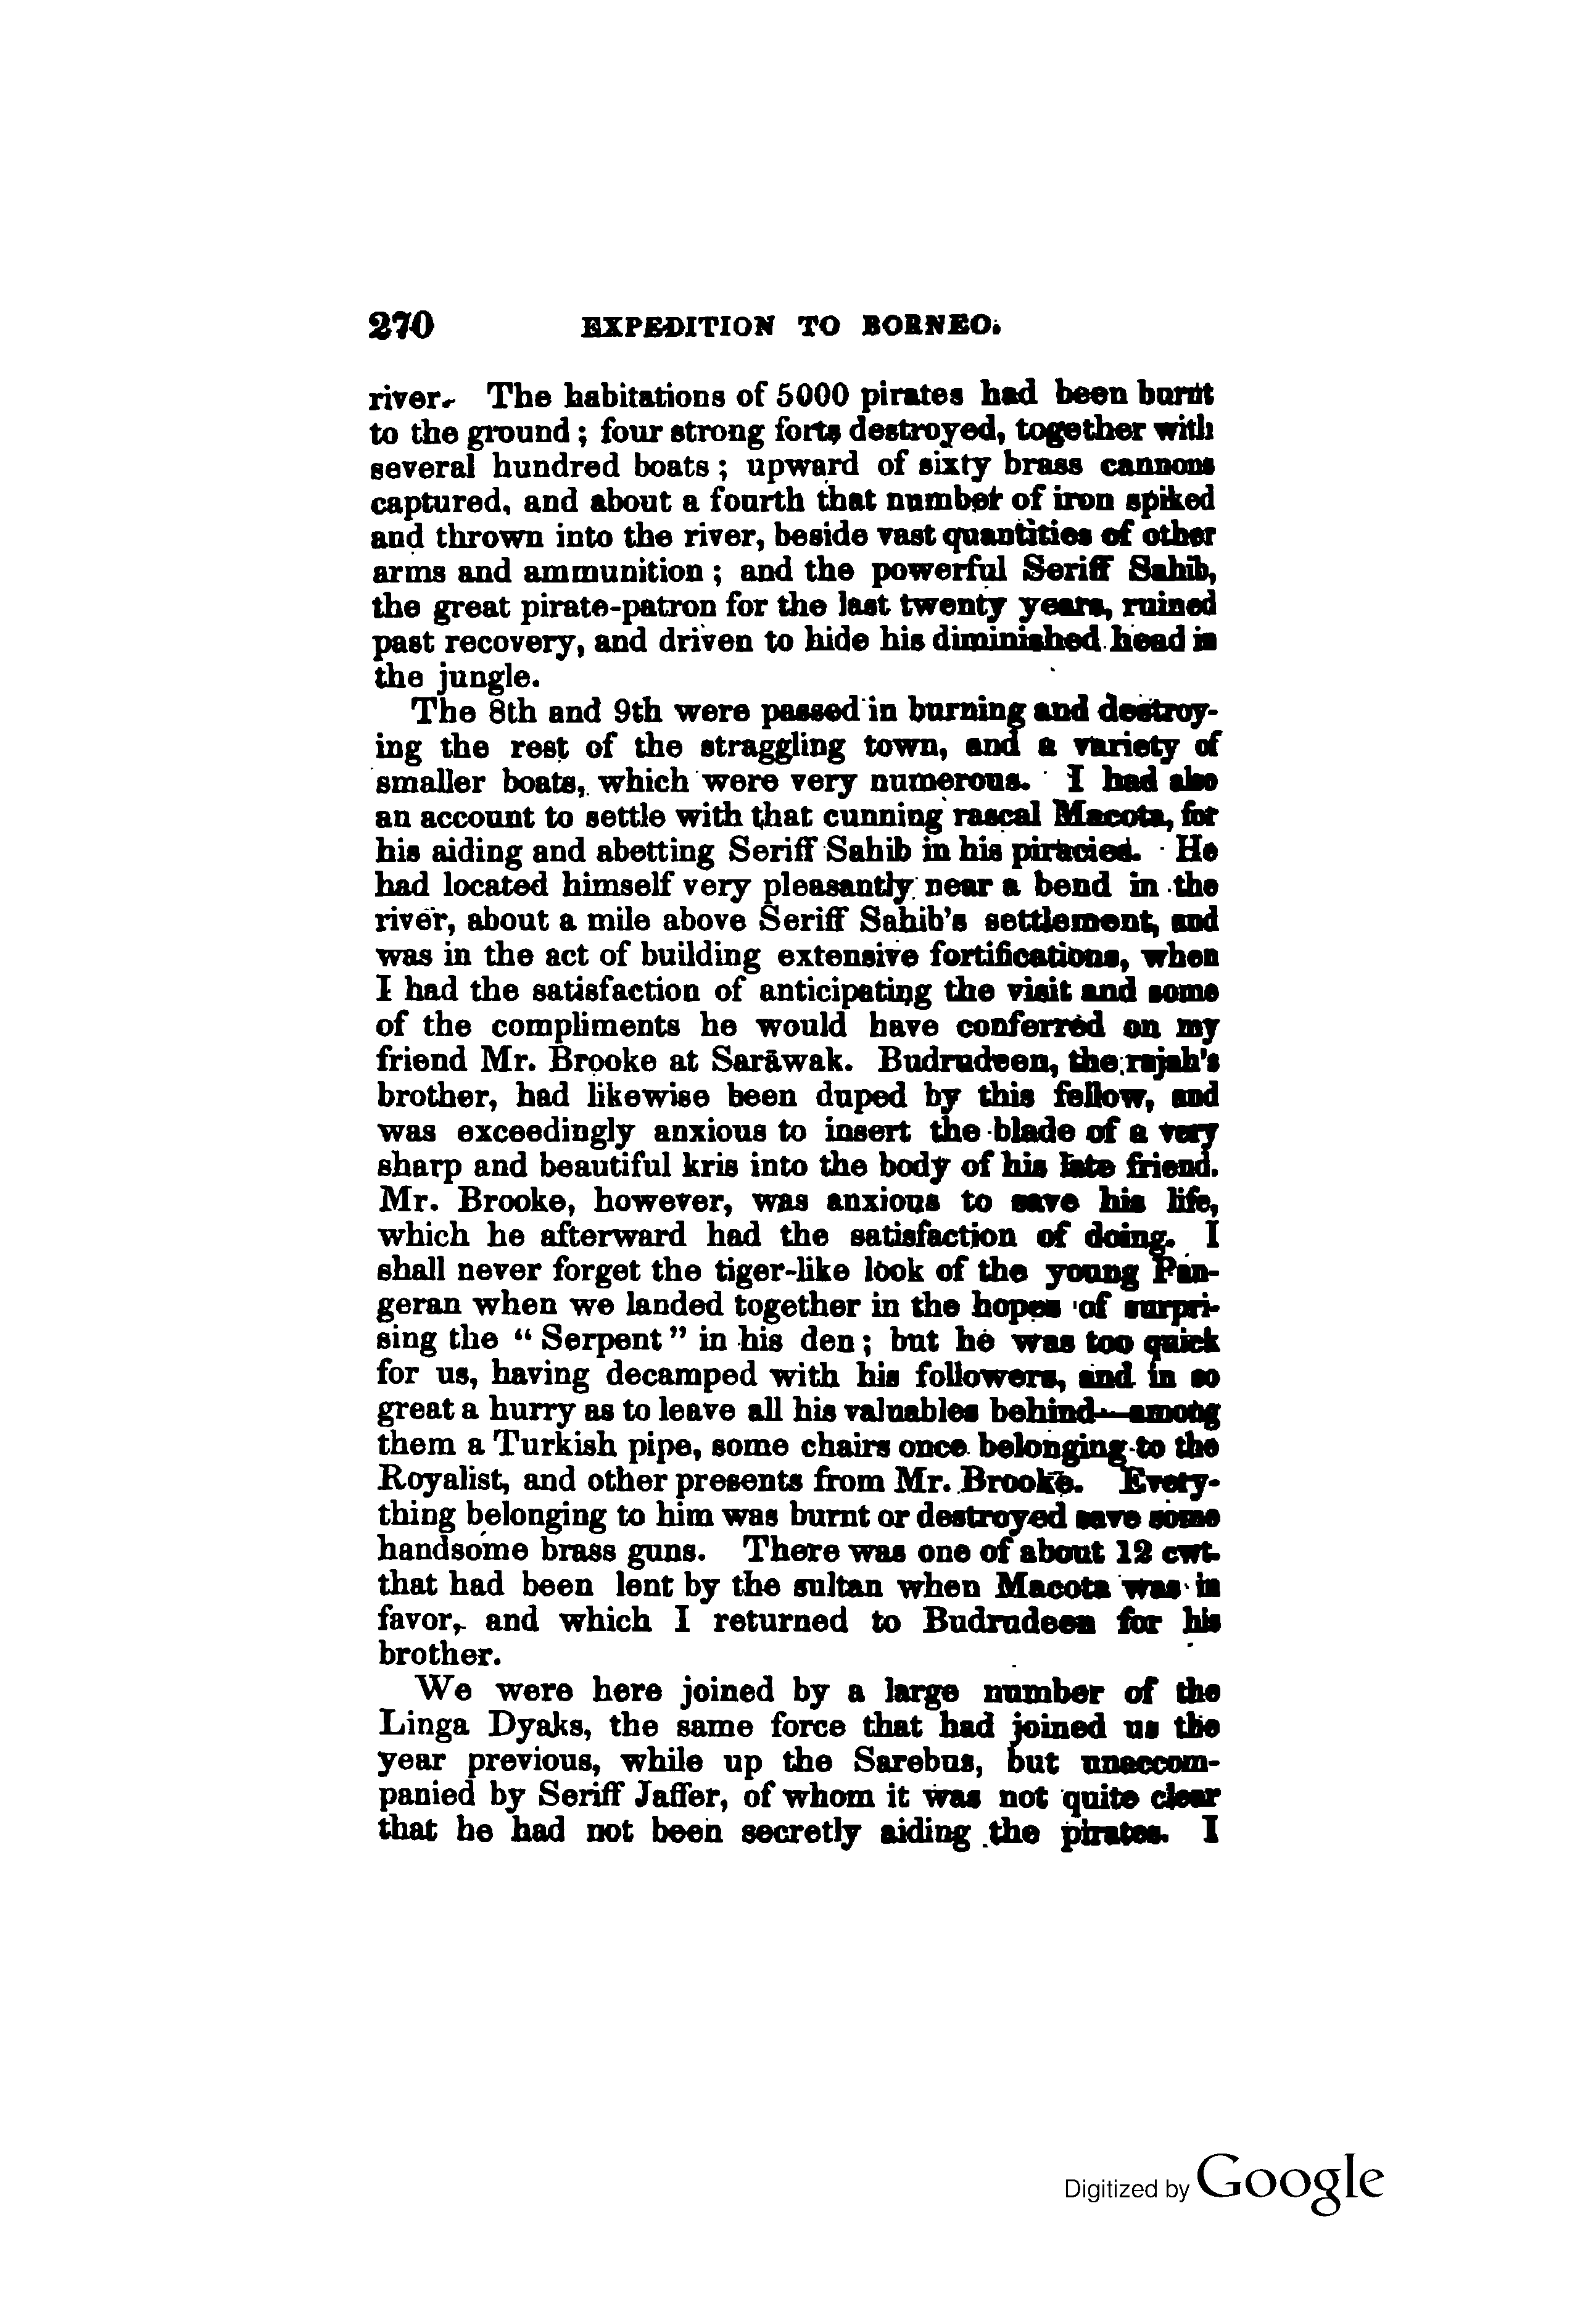 270 EXPEDITION TO BORNEO.
river. The habitations of 5000 pirates had been burnt
to the ground; four strong forts destroyed, together with
several hundred boats; upward of sixty brass cannons
captured, and about a fourth that number of iron spiked
and thrown into the river, beside vast quantities of other
arms and ammunition; and the powerful Seriff Sahib,
the great pirate-patron for the last twenty years, ruined
past recovery, and driven to hide his diminished head in
the jungle.
The 8th and 9th were passed in burning and destroy-
ing the rest of the straggling town, and a variety of
smaller boats, which were very numerous. I had also
an account to settle with that cunning rascal Macota, for
his aiding and abetting Seriff Sahib in his piracies. He
had located himself very pleasantly near a bend in the
river, about a mile above Seriff Sahib's settlement, and
was in the act of building extensive fortifications, when
I had the satisfaction of anticipating the visit and some
of the compliments he would have conferred on my
friend Mr. Brooke at Sarāwak. Budrudeen, the rajah's
brother, had likewise been duped by this fellow, and
was exceedingly anxious to insert the blade of a very
sharp and beautiful kris into the body of his late friend.
Mr. Brooke, however, was anxious to save his life,
which he afterward had the satisfaction of doing. I
shall never forget the tiger-like look of the young Pan-
geran when we landed together in the hopes of surpri-
sing the "Serpent" in his den; but he was too quick
for us, having decamped with his followers, and in so
great a hurry as to leave all his valuables behind—among
them a Turkish pipe, some chairs once belonging to the
Royalist, and other presents from Mr. Brooke. Every-
thing belonging to him was burnt or destroyed save some
handsome brass guns. There was one of about 12 cwt.
that had been lent by the sultan when Macota was in
favor, and which I returned to Budrudeen for his
brother.
We were here joined by a large number of the
Linga Dyaks, the same force that had joined us the
year previous, while up the Sarebus, but unaccom-
panied by Seriff Jaffer, of whom it was not quite clear
that he had not been secretly aiding the pirates. I
Digitized by Google